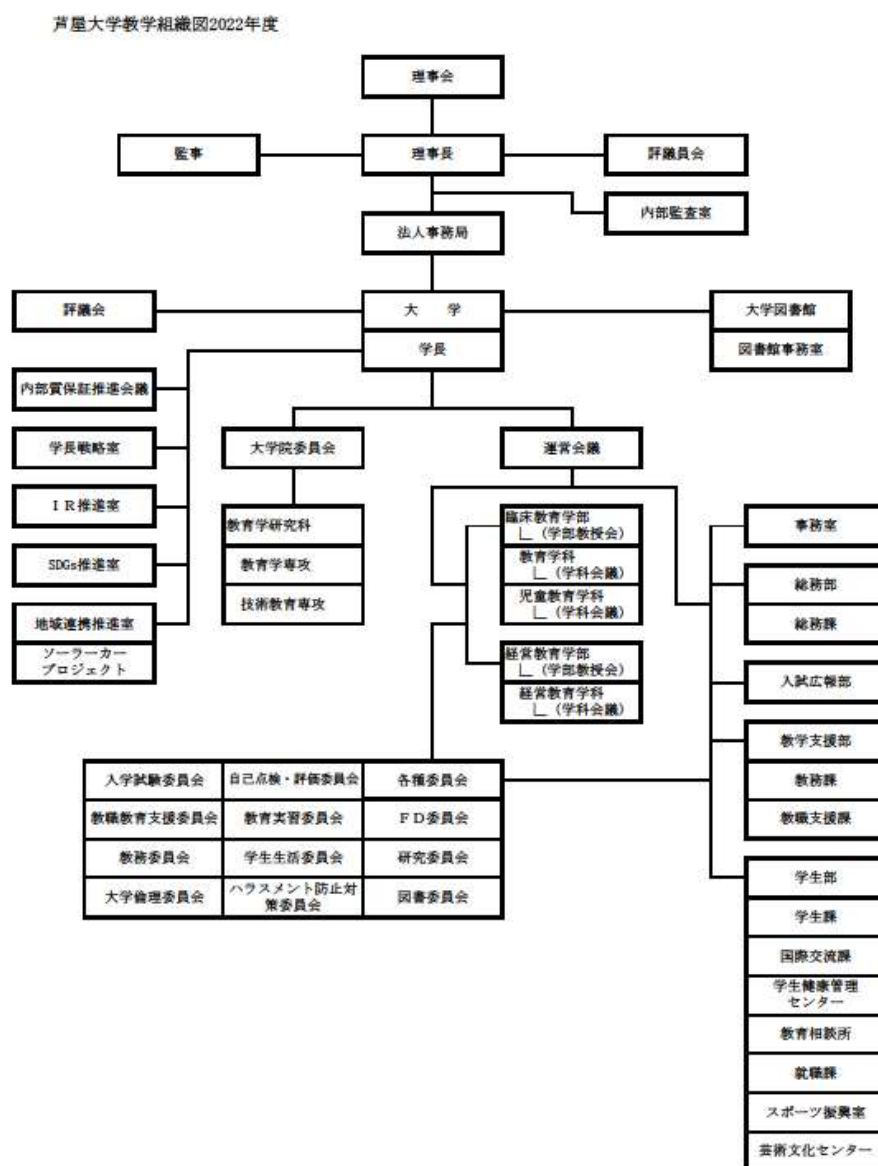 芦屋大学教学組織図2022年度
理事会
監事
理事長
評議員会
内部監査室
法人事務局
評議会
大　学
大学図書館
学長
図書館事務室
内部質保証推進会議
学長戦略室
ＩＲ推進室
SDGs推進室
地域連携推進室
ソーラーカー
プロジェクト
大学院委員会
教育学研究科
教育学専攻
技術教育専攻
運営会議
臨床教育学部
（学部教授会）
教育学科
（学科会議）
児童教育学科
（学科会議）
経営教育学部
（学部教授会）
経営教育学科
（学科会議）
入学試験委員会
自己点検・評価委員会
各種委員会
教職教育支援委員会
教育実習委員会
ＦＤ委員会
教務委員会
学生生活委員会
研究委員会
大学倫理委員会
ハラスメント防止対
策委員会
図書委員会
事務室
総務部
総務課
入試広報部
教学支援部
教務課
教職支援課
学生部
学生課
国際交流課
学生健康管理
センター
教育相談所
就職課
スポーツ振興室
芸術文化センター